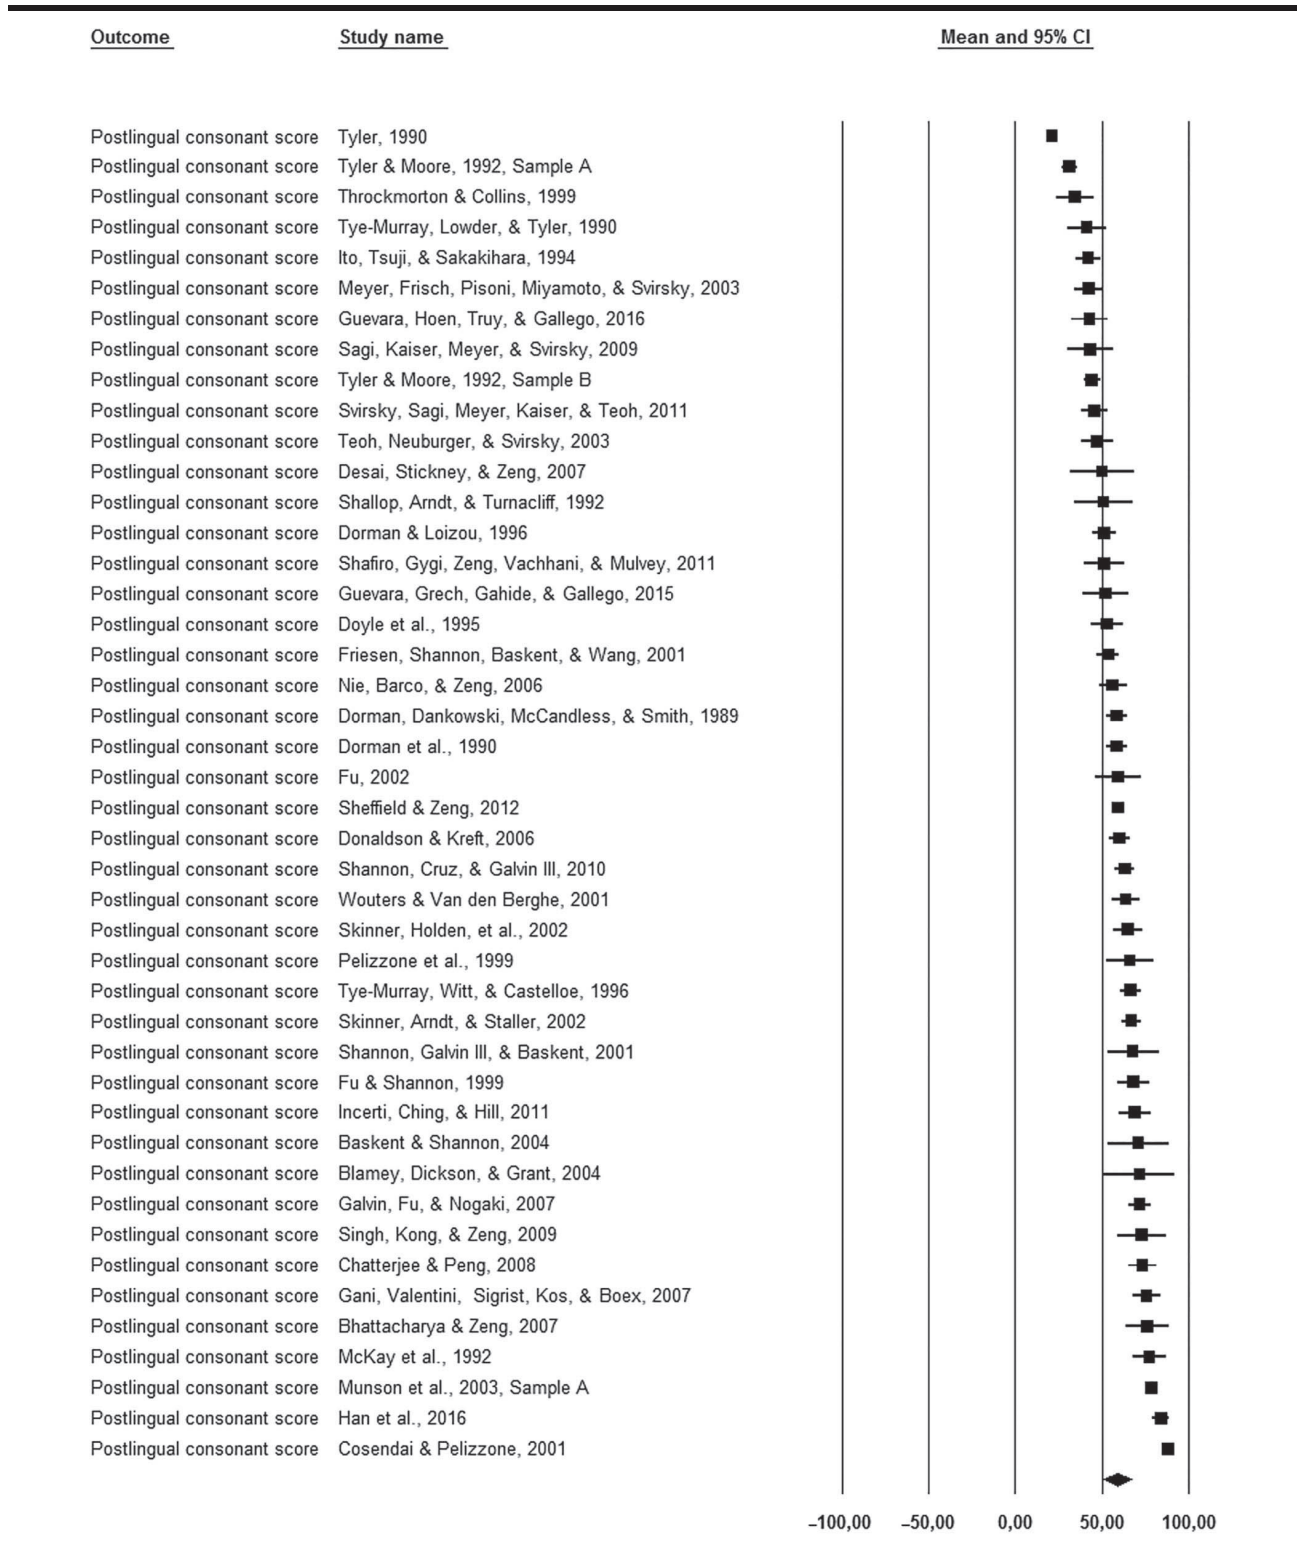 Outcome Study name Mean and 95% CI
Postlingual consonant score Tyler, 1990
Postlingual consonant score Tyler & Moore, 1992, Sample A
Postlingual consonant score Throckmorton & Collins, 1999
Postlingual consonant score Tye-Murray, Lowder, & Tyler, 1990
Postlingual consonant score Ito, Tsuji, & Sakakihara, 1994
Postlingual consonant score Meyer, Frisch, Pisoni, Miyamoto, & Svirsky, 2003
Postlingual consonant score Guevara, Hoen, Truy, & Gallego, 2016
Postlingual consonant score Sagi, Kaiser, Meyer, & Svirsky, 2009
Postlingual consonant score Tyler & Moore, 1992, Sample B
Postlingual consonant score Svirsky, Sagi, Meyer, Kaiser, & Teoh, 2011
Postlingual consonant score Teoh, Neuburger, & Svirsky, 2003
Postlingual consonant score Desai, Stickney, & Zeng, 2007
Postlingual consonant score Shallop, Arndt, & Turnacliff, 1992
Postlingual consonant score Dorman & Loizou, 1996
Postlingual consonant score Shafiro, Gygi, Zeng, Vachhani, & Mulvey, 2011
Postlingual consonant score Guevara, Grech, Gahide, & Gallego, 2015
Postlingual consonant score Doyle et al., 1995
Postlingual consonant score Friesen, Shannon, Baskent, & Wang, 2001
Postlingual consonant score Nie, Barco, & Zeng, 2006
Postlingual consonant score Dorman, Dankowski, McCandless, & Smith, 1989
Postlingual consonant score Dorman et al., 1990
Postlingual consonant score Fu, 2002
Postlingual consonant score Sheffield & Zeng, 2012
Postlingual consonant score Donaldson & Kreft, 2006
Postlingual consonant score Shannon, Cruz, & Galvin III, 2010
Postlingual consonant score Wouters & Van den Berghe, 2001
Postlingual consonant score Skinner, Holden, et al., 2002
Postlingual consonant score Pelizzone et al., 1999
Postlingual consonant score Tye-Murray, Witt, & Castelloe, 1996
Postlingual consonant score Skinner, Arndt, & Staller, 2002
Postlingual consonant score Shannon, Galvin III, & Baskent, 2001
Postlingual consonant score Fu & Shannon, 1999
Postlingual consonant score Incerti, Ching, & Hill, 2011
Postlingual consonant score Baskent & Shannon, 2004
Postlingual consonant score Blamey, Dickson, & Grant, 2004
Postlingual consonant score Galvin, Fu, & Nogaki, 2007
Postlingual consonant score Singh, Kong, & Zeng, 2009
Postlingual consonant score Chatterjee & Peng, 2008
Postlingual consonant score Gani, Valentini, Sigrist, Kos, & Boex, 2007
Postlingual consonant score Bhattacharya & Zeng, 2007
Postlingual consonant score McKay et al., 1992
Postlingual consonant score Munson et al., 2003, Sample A
Postlingual consonant score Han et al., 2016
Postlingual consonant score Cosendai & Pelizzone, 2001
–100,00 –50,00 0,00 50,00 100,00